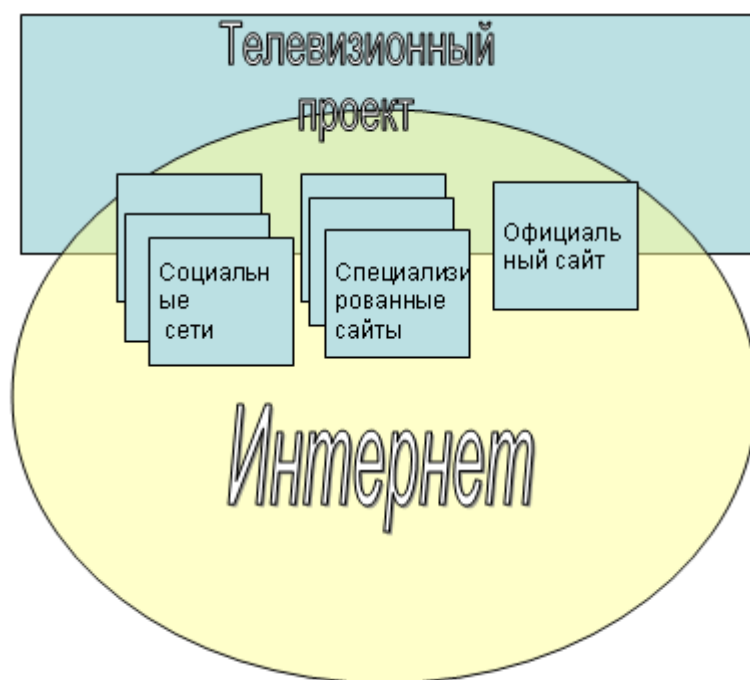 Телевизионный
проект
Социальн
ые
сети
Специализи
рованные
сайты
Официаль
ный сайт
Интернет